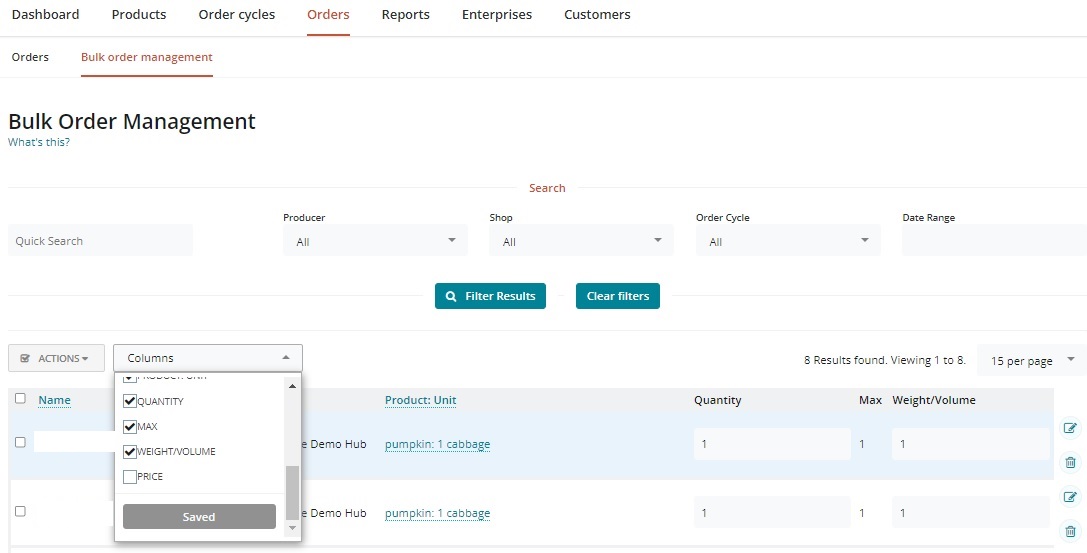 Dashboard Products Order cycles Orders Reports Enterprises Customers
Orders Bulk order management
Bulk Order Management
What's this?
Search
Producer Shop Order Cycle Date Range
Quick Search All All All
Filter Results Clear filters
ACTIONS Columns 8 Results found. Viewing 1 to 8. 15 per page
PRODUCT: UNIT
Name Product: Unit Quantity Max Weight/Volume
QUANTITY
MAX
e Demo Hub pumpkin: 1 cabbage 1 1 1
WEIGHT/VOLUME
PRICE
Saved
e Demo Hub pumpkin: 1 cabbage 1 1 1